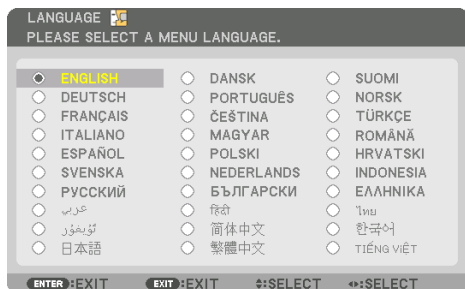 LANGUAGE
PLEASE SELECT A MENU LANGUAGE.
ENGLISH DANSK SUOMI
DEUTSCH PORTUGUÊS NORSK
FRANÇAIS ČEŠTINA TÜRKÇE
ITALIANO MAGYAR ROMÂNĂ
ESPAÑOL POLSKI HRVATSKI
SVENSKA NEDERLANDS INDONESIA
РУССКИЙ БЪЛГАРСКИ ΕΛΛΗΝΙΚΑ
عربي हिंदी ไทย
ئۇيغۇر 简体中文 한국어
日本語 繁體中文 TIẾNG VIỆT
ENTER :EXIT EXIT :EXIT :SELECT :SELECT